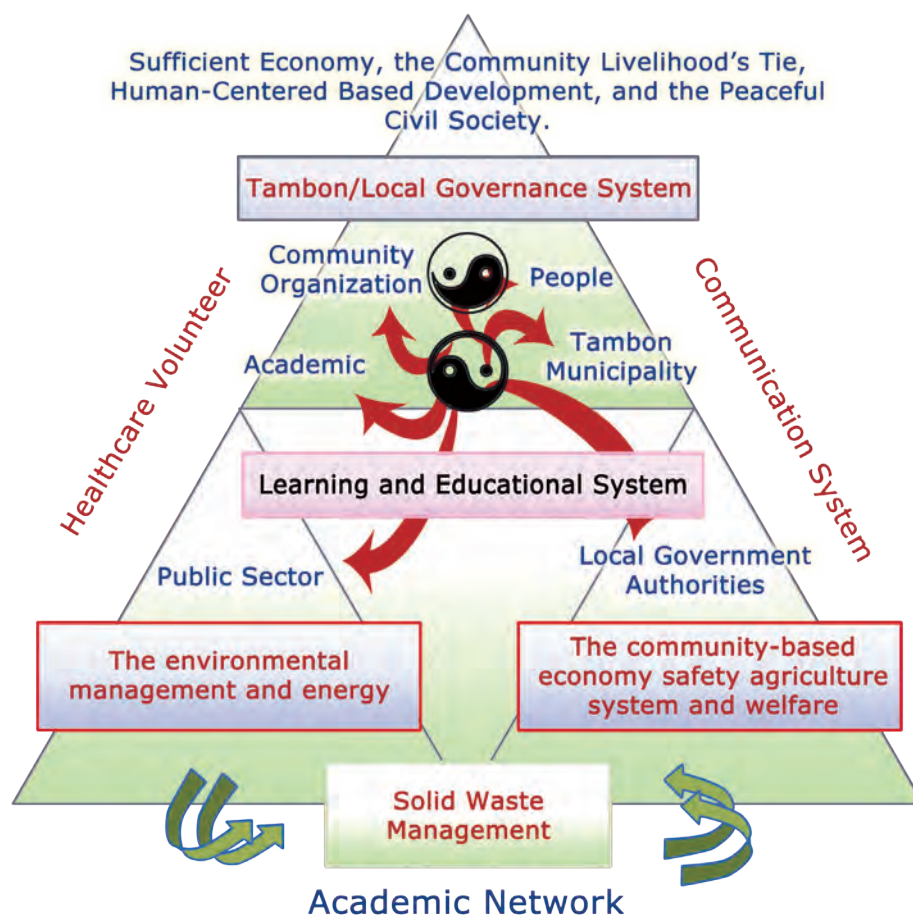 Sufficient Economy, the Community Livelihood's Tie,
Human-Centered Based Development, and the Peaceful
Civil Society.
Tambon/Local Governance System
Community
Organization
People
Healthcare Volunteer
Communication System
Academic
Tambon
Municipality
Learning and Educational System
Public Sector
Local Government
Authorities
The environmental
management and energy
The community-based
economy safety agriculture
system and welfare
Solid Waste
Management
Academic Network